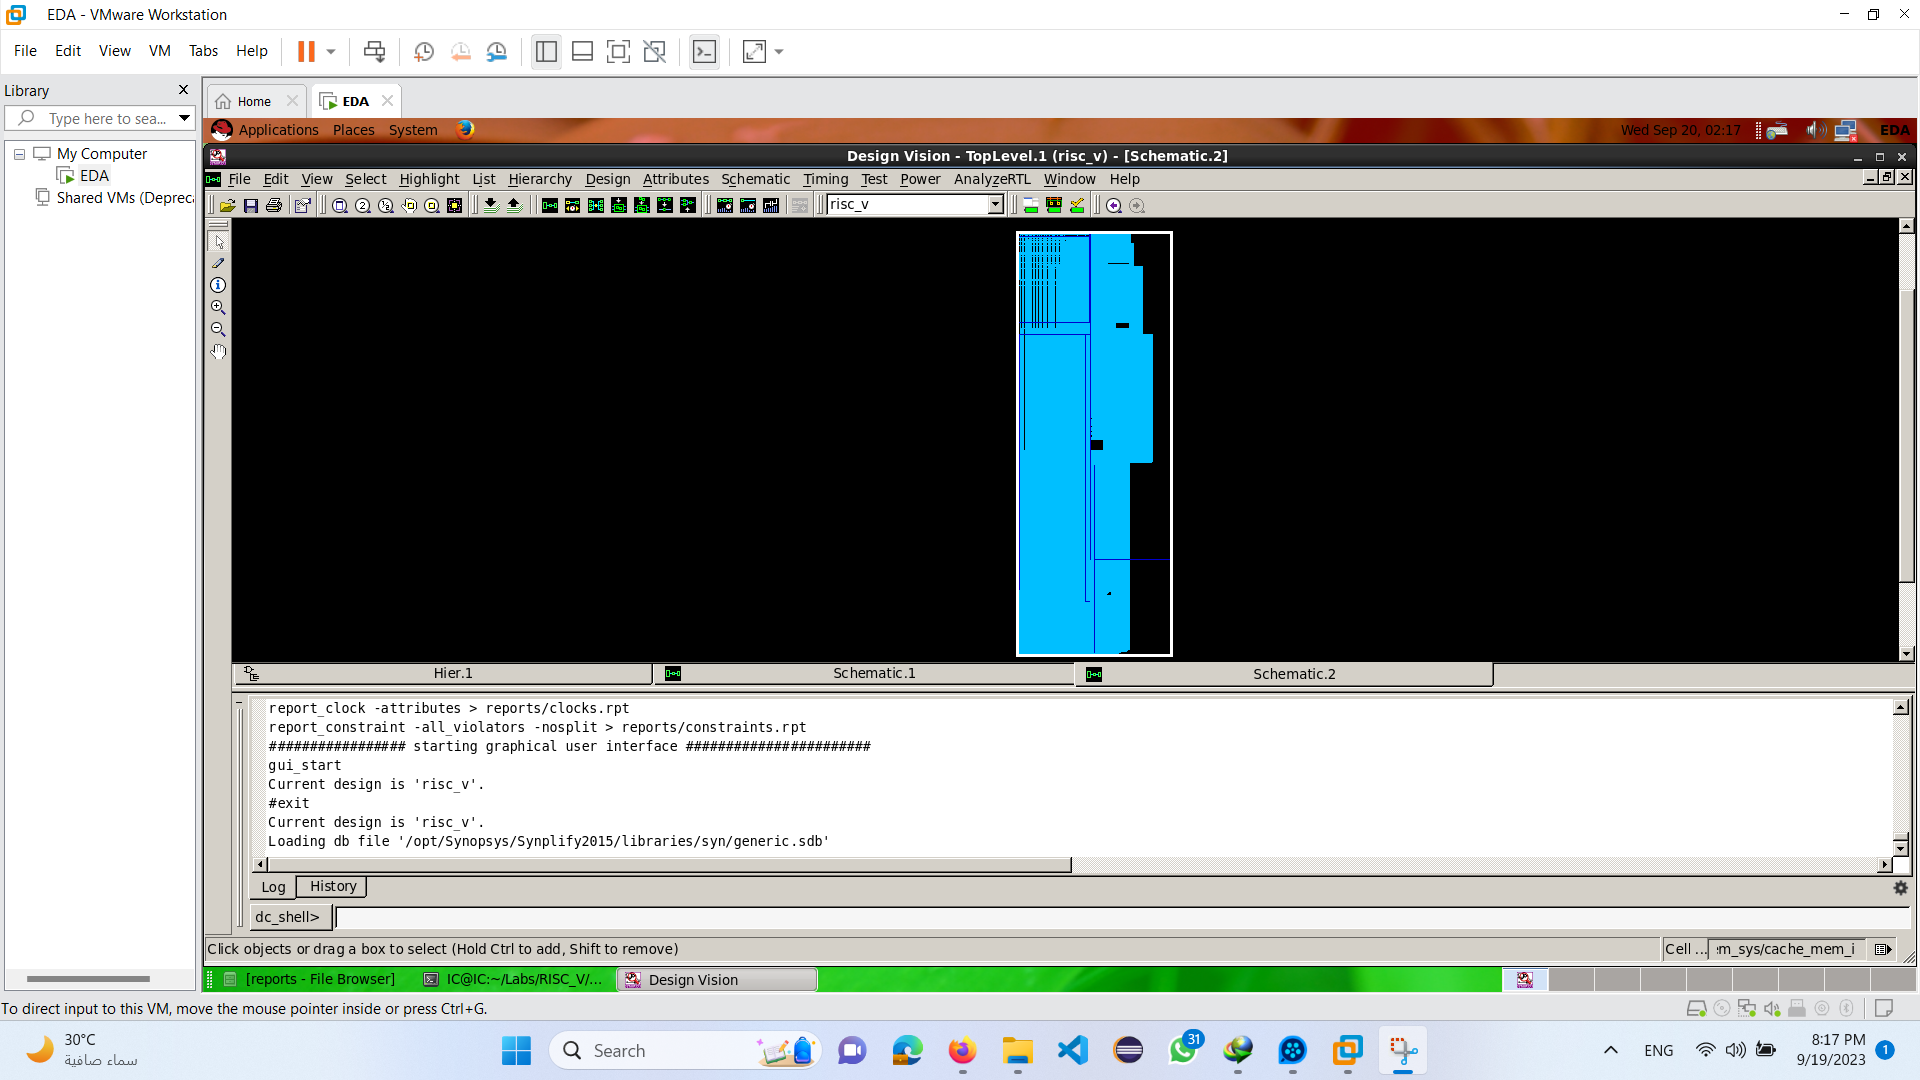 EDA - VMware Workstation
File Edit View VM Tabs Help
Library
Type here to sea...
My Computer
EDA
Shared VMs (Depreca
Home
EDA
Applications Places System
Wed Sep 20, 02:17
EDA
Design Vision - TopLevel.1 (risc_v) - [Schematic.2]
File Edit View Select Highlight List Hierarchy Design Attributes Schematic Timing Test Power AnalyzeRTL Window Help
risc_v
Hier.1
Schematic.1
Schematic.2
report_clock -attributes > reports/clocks.rpt
report_constraint -all_violators -nosplit > reports/constraints.rpt
################# starting graphical user interface #######################
gui_start
Current design is 'risc_v'.
#exit
Current design is 'risc_v'.
Loading db file '/opt/Synopsys/Synplify2015/libraries/syn/generic.sdb'
Log
History
dc_shell>
Click objects or drag a box to select (Hold Ctrl to add, Shift to remove)
Cell ...
m_sys/cache_mem_i
[reports - File Browser]
IC@IC:~/Labs/RISC_V/...
Design Vision
To direct input to this VM, move the mouse pointer inside or press Ctrl+G.
30°C
سماء صافية
Search
31
ENG
8:17 PM
9/19/2023
1